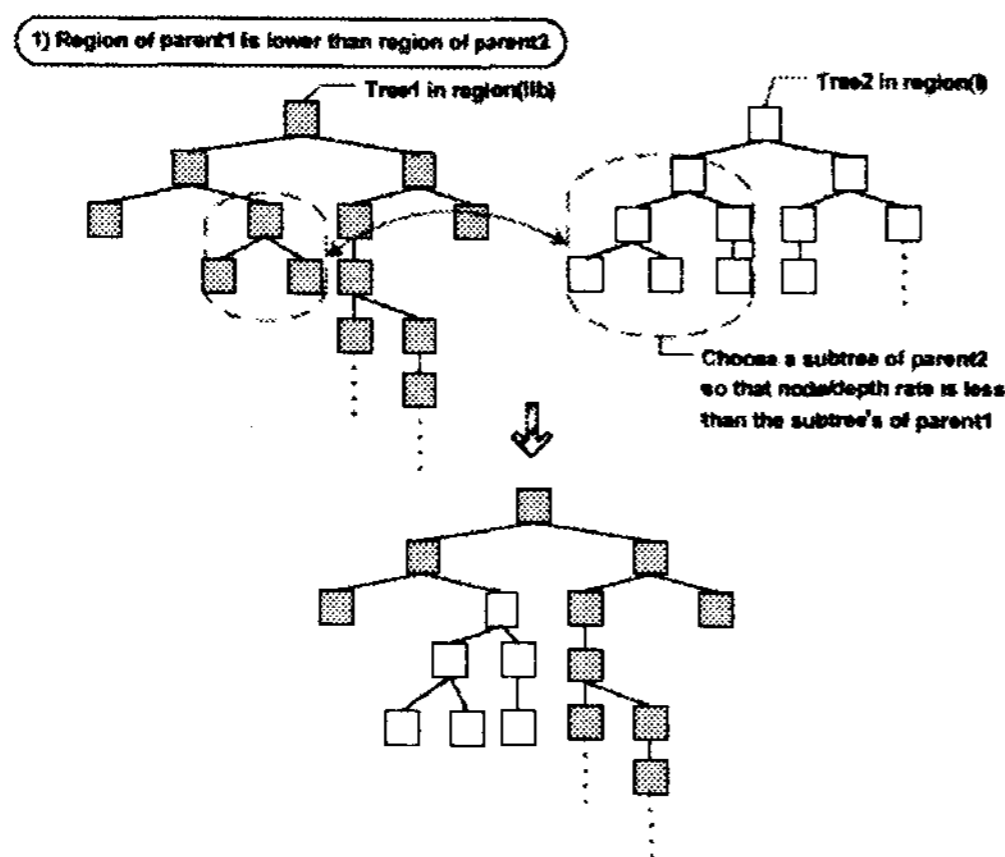 1) Region of parent1 is lower than region of parent2
Tree1 in region(IIb)
Tree2 in region(I)
Choose a subtree of parent2
so that node/depth rate is less
than the subtree's of parent1